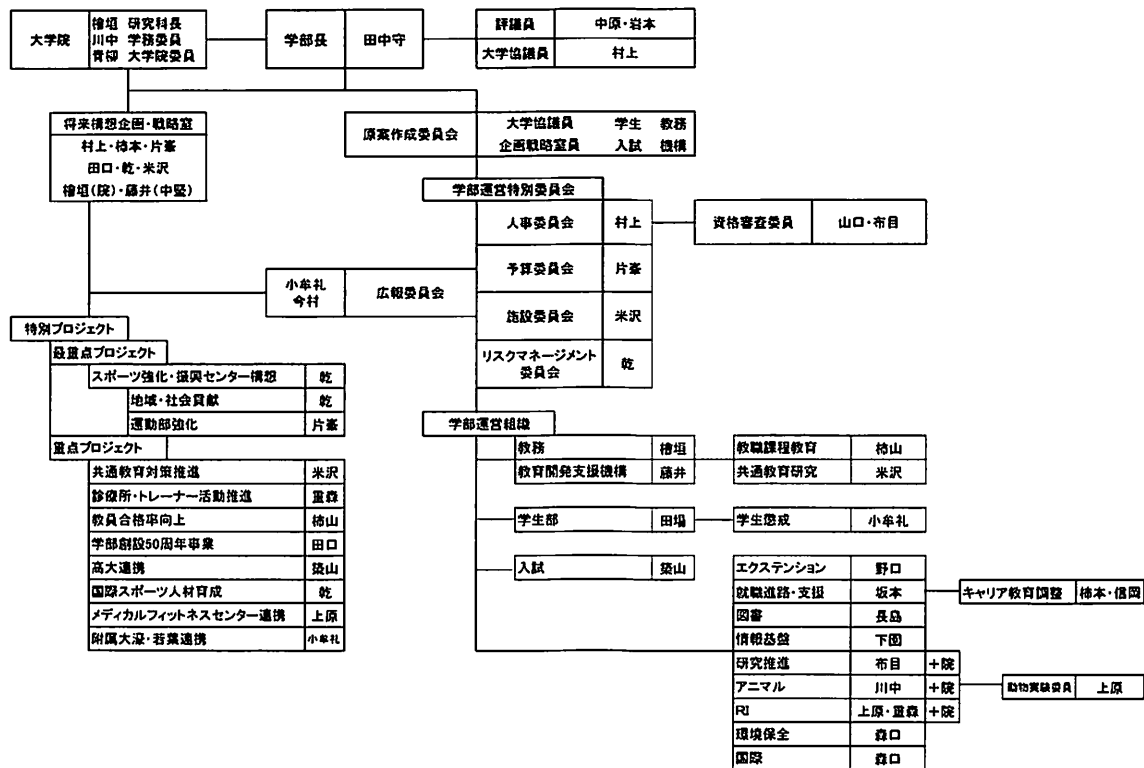 大学院
檜垣 研究科長
川中 学務委員
青柳 大学院委員
学部長 田中守
評議員 中原・岩本
大学協議員 村上
将来構想企画・戦略室
村上・柿本・片峯
田口・乾・米沢
檜垣(院)・藤井(中堅)
原案作成委員会
大学協議員 学生 教務
企画戦略室員 入試 機構
学部運営特別委員会
人事委員会 村上
資格審査委員 山口・布目
予算委員会 片峯
施設委員会 米沢
リスクマネージメント
委員会
乾
小牟礼
今村
広報委員会
特別プロジェクト
最重点プロジェクト
スポーツ強化・振興センター構想 乾
地域・社会貢献 乾
運動部強化 片峯
重点プロジェクト
共通教育対策推進 米沢
診療所・トレーナー活動推進 重森
教員合格率向上 柿山
学部創設50周年事業 田口
高大連携 築山
国際スポーツ人材育成 乾
メディカルフィットネスセンター連携 上原
附属大濠・若葉連携 小牟礼
学部運営組織
教務 檜垣
教職課程教育 柿山
教育開発支援機構 藤井
共通教育研究 米沢
学生部 田場
学生懲戒 小牟礼
入試 築山
エクステンション 野口
就職進路・支援 坂本
キャリア教育調整 柿本・信岡
図書 長島
情報基盤 下園
研究推進 布目 +院
アニマル 川中 +院
動物実験委員 上原
RI 上原・重森 +院
環境保全 森口
国際 森口